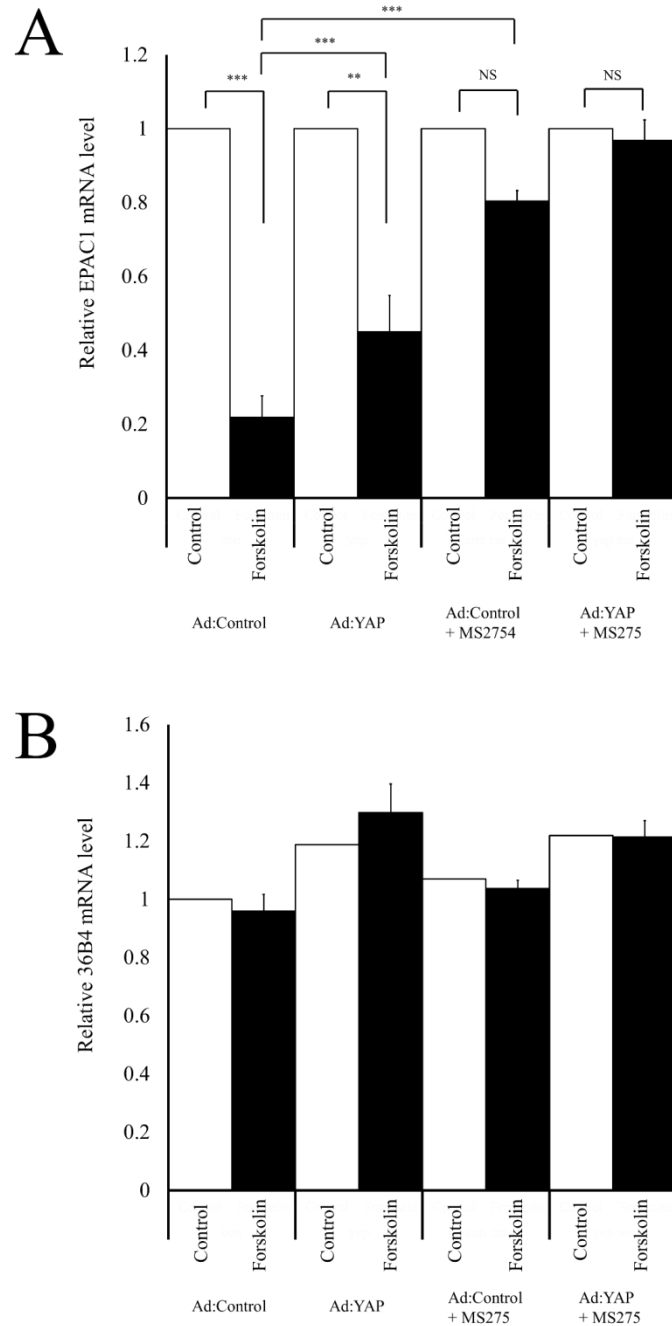 A
***
***
***
**
NS
NS
Relative EPAC1 mRNA level
1.2
1
0.8
0.6
0.4
0.2
0
Control
Forskolin
Control
Forskolin
Control
Forskolin
Control
Forskolin
Ad:Control
Ad:YAP
Ad:Control
+ MS2754
Ad:YAP
+ MS275
B
Relative 36B4 mRNA level
1.6
1.4
1.2
1
0.8
0.6
0.4
0.2
0
Control
Forskolin
Control
Forskolin
Control
Forskolin
Control
Forskolin
Ad:Control
Ad:YAP
Ad:Control
+ MS275
Ad:YAP
+ MS275